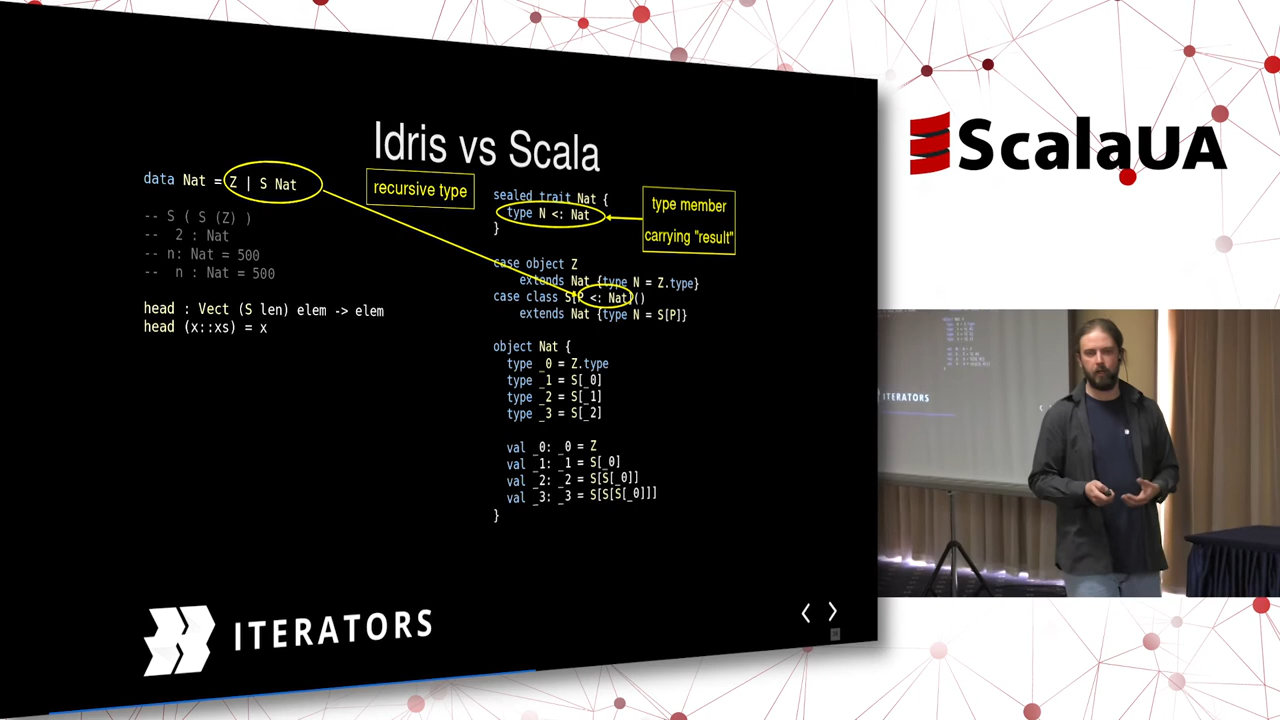 Idris vs Scala
data Nat = Z | S Nat
-- S ( S (Z) )
--  2 : Nat
-- n: Nat = 500
--  n : Nat = 500
head : Vect (S len) elem -> elem
head (x::xs) = x
recursive type
sealed trait Nat {
type N <: Nat
}
type member
carrying "result"
case object Z
extends Nat {type N = Z.type}
case class S[P <: Nat]()
extends Nat {type N = S[P]}
object Nat {
type _0 = Z.type
type _1 = S[_0]
type _2 = S[_1]
type _3 = S[_2]
val _0: _0 = Z
val _1: _1 = S[_0]
val _2: _2 = S[S[_0]]
val _3: _3 = S[S[S[_0]]]
}
ITERATORS
ScalaUA
ITERATORS